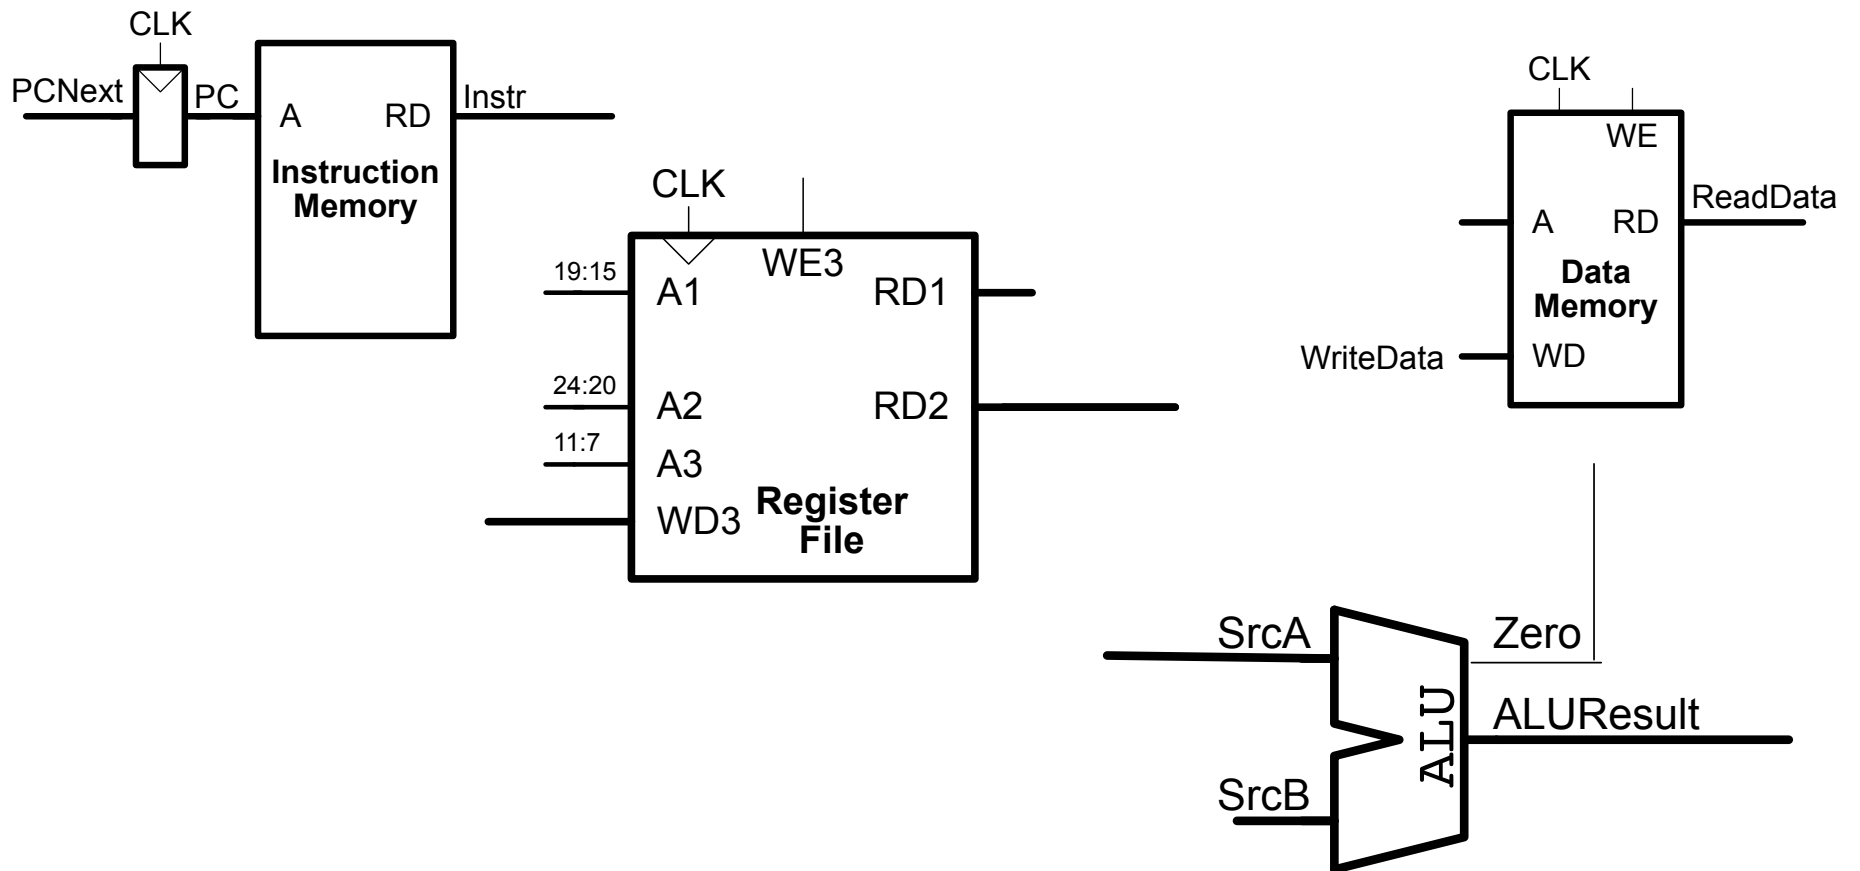 CLK
PCNext
PC
A
RD
Instr
Instruction
Memory
CLK
WE3
19:15
A1
RD1
24:20
A2
RD2
11:7
A3
WD3
Register
File
CLK
WE
A
RD
ReadData
Data
Memory
WriteData
WD
SrcA
Zero
ALU
ALUResult
SrcB